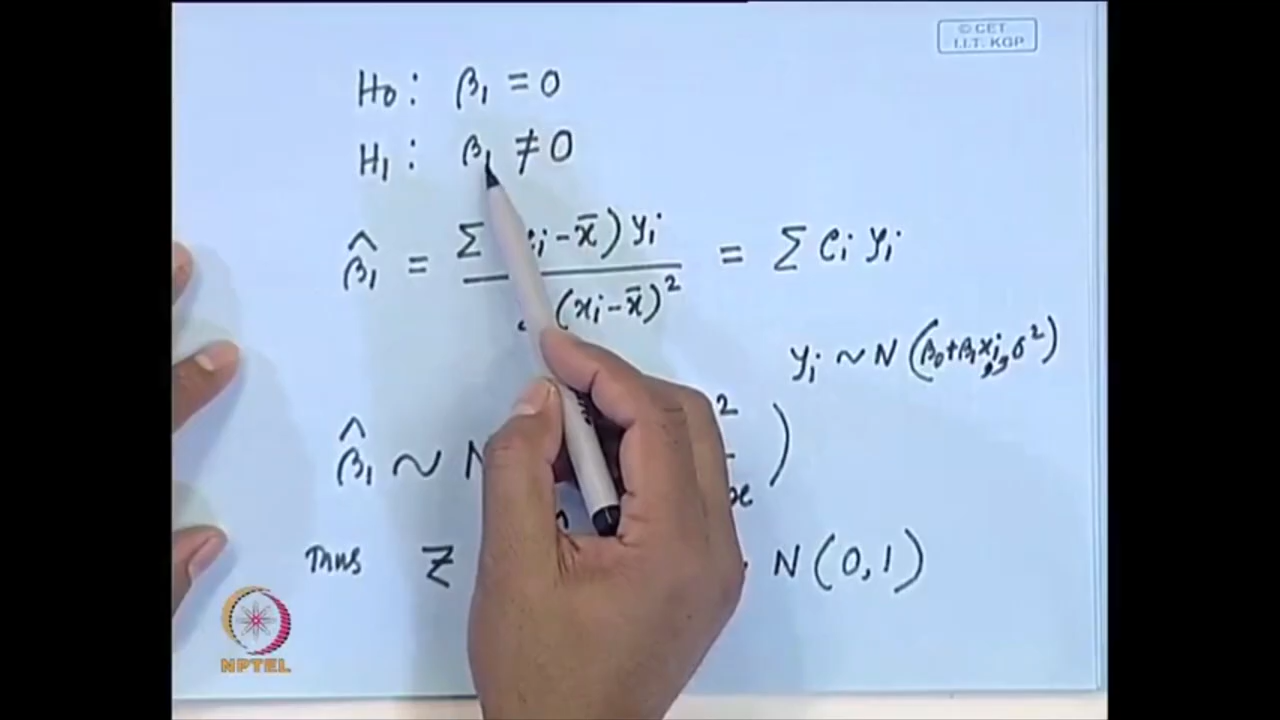 © CET
I.I.T. KGP
H0 : β1 = 0
H1 : β1 ≠ 0
β̂1 = Σ (xi - x̄) yi / (xi - x̄)² = Σ ci yi
yi ~ N (β0+β1xi, σ²)
β̂1 ~ N 2 )
Thus Z N (0, 1)
NPTEL